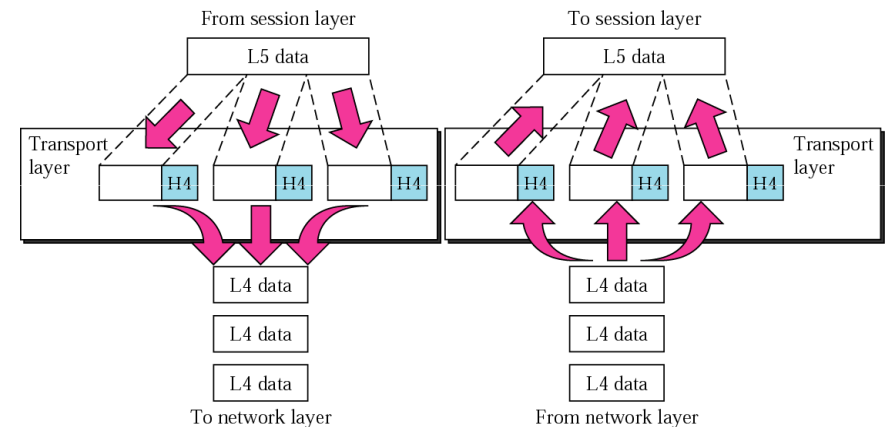 From session layer
L5 data
Transport
layer
H4
H4
H4
L4 data
L4 data
L4 data
To network layer
To session layer
L5 data
Transport
layer
H4
H4
H4
L4 data
L4 data
L4 data
From network layer